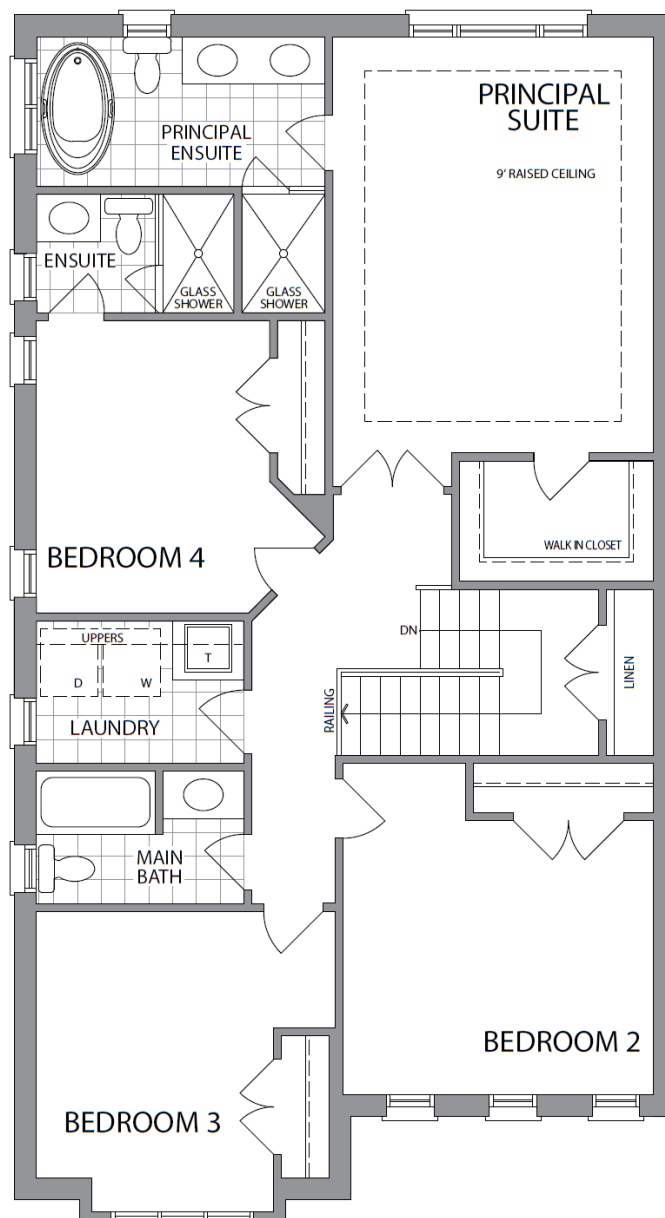 PRINCIPAL
SUITE
9' RAISED CEILING
PRINCIPAL
ENSUITE
ENSUITE
GLASS
SHOWER
GLASS
SHOWER
BEDROOM 4
WALK IN CLOSET
UPPERS
D
W
T
LAUNDRY
DN
RAILING
LINEN
MAIN
BATH
BEDROOM 2
BEDROOM 3